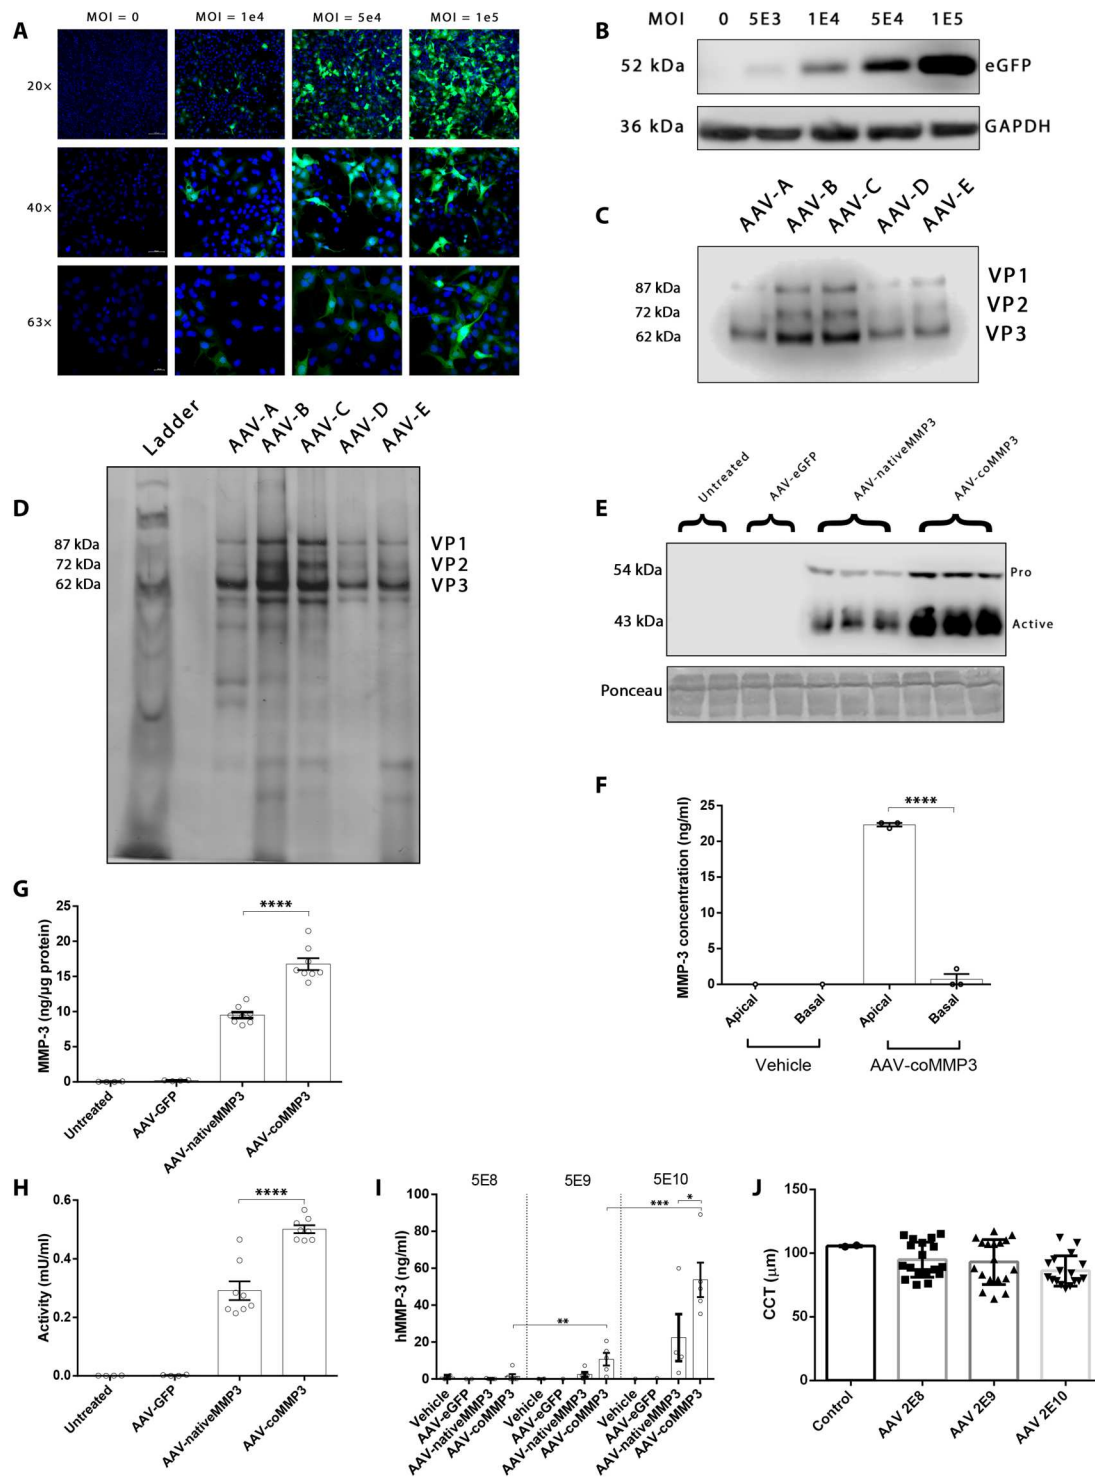 A
MOI = 0 MOI = 1e4 MOI = 5e4 MOI = 1e5
20×
40×
63×
B
MOI 0 5E3 1E4 5E4 1E5
52 kDa eGFP
36 kDa GAPDH
C
AAV-A AAV-B AAV-C AAV-D AAV-E
87 kDa VP1
72 kDa VP2
62 kDa VP3
D
Ladder AAV-A AAV-B AAV-C AAV-D AAV-E
87 kDa VP1
72 kDa VP2
62 kDa VP3
E
Untreated AAV-eGFP AAV-nativeMMP3 AAV-coMMP3
54 kDa Pro
43 kDa Active
Ponceau
F
MMP-3 concentration (ng/ml)
25
20
15
10
5
0
****
Apical Basal Apical Basal
Vehicle AAV-coMMP3
G
MMP-3 (ng/µg protein)
25
20
15
10
5
0
****
Untreated AAV-GFP AAV-nativeMMP3 AAV-coMMP3
H
Activity (mU/ml)
0.6
0.4
0.2
0.0
****
Untreated AAV-GFP AAV-nativeMMP3 AAV-coMMP3
I
5E8 5E9 5E10
hMMP-3 (ng/ml)
100
80
60
40
20
0
**
***
*
Vehicle AAV-eGFP AAV-nativeMMP3 AAV-coMMP3 Vehicle AAV-eGFP AAV-nativeMMP3 AAV-coMMP3 Vehicle AAV-eGFP AAV-nativeMMP3 AAV-coMMP3
J
CCT (µm)
150
100
50
0
Control AAV 2E8 AAV 2E9 AAV 2E10